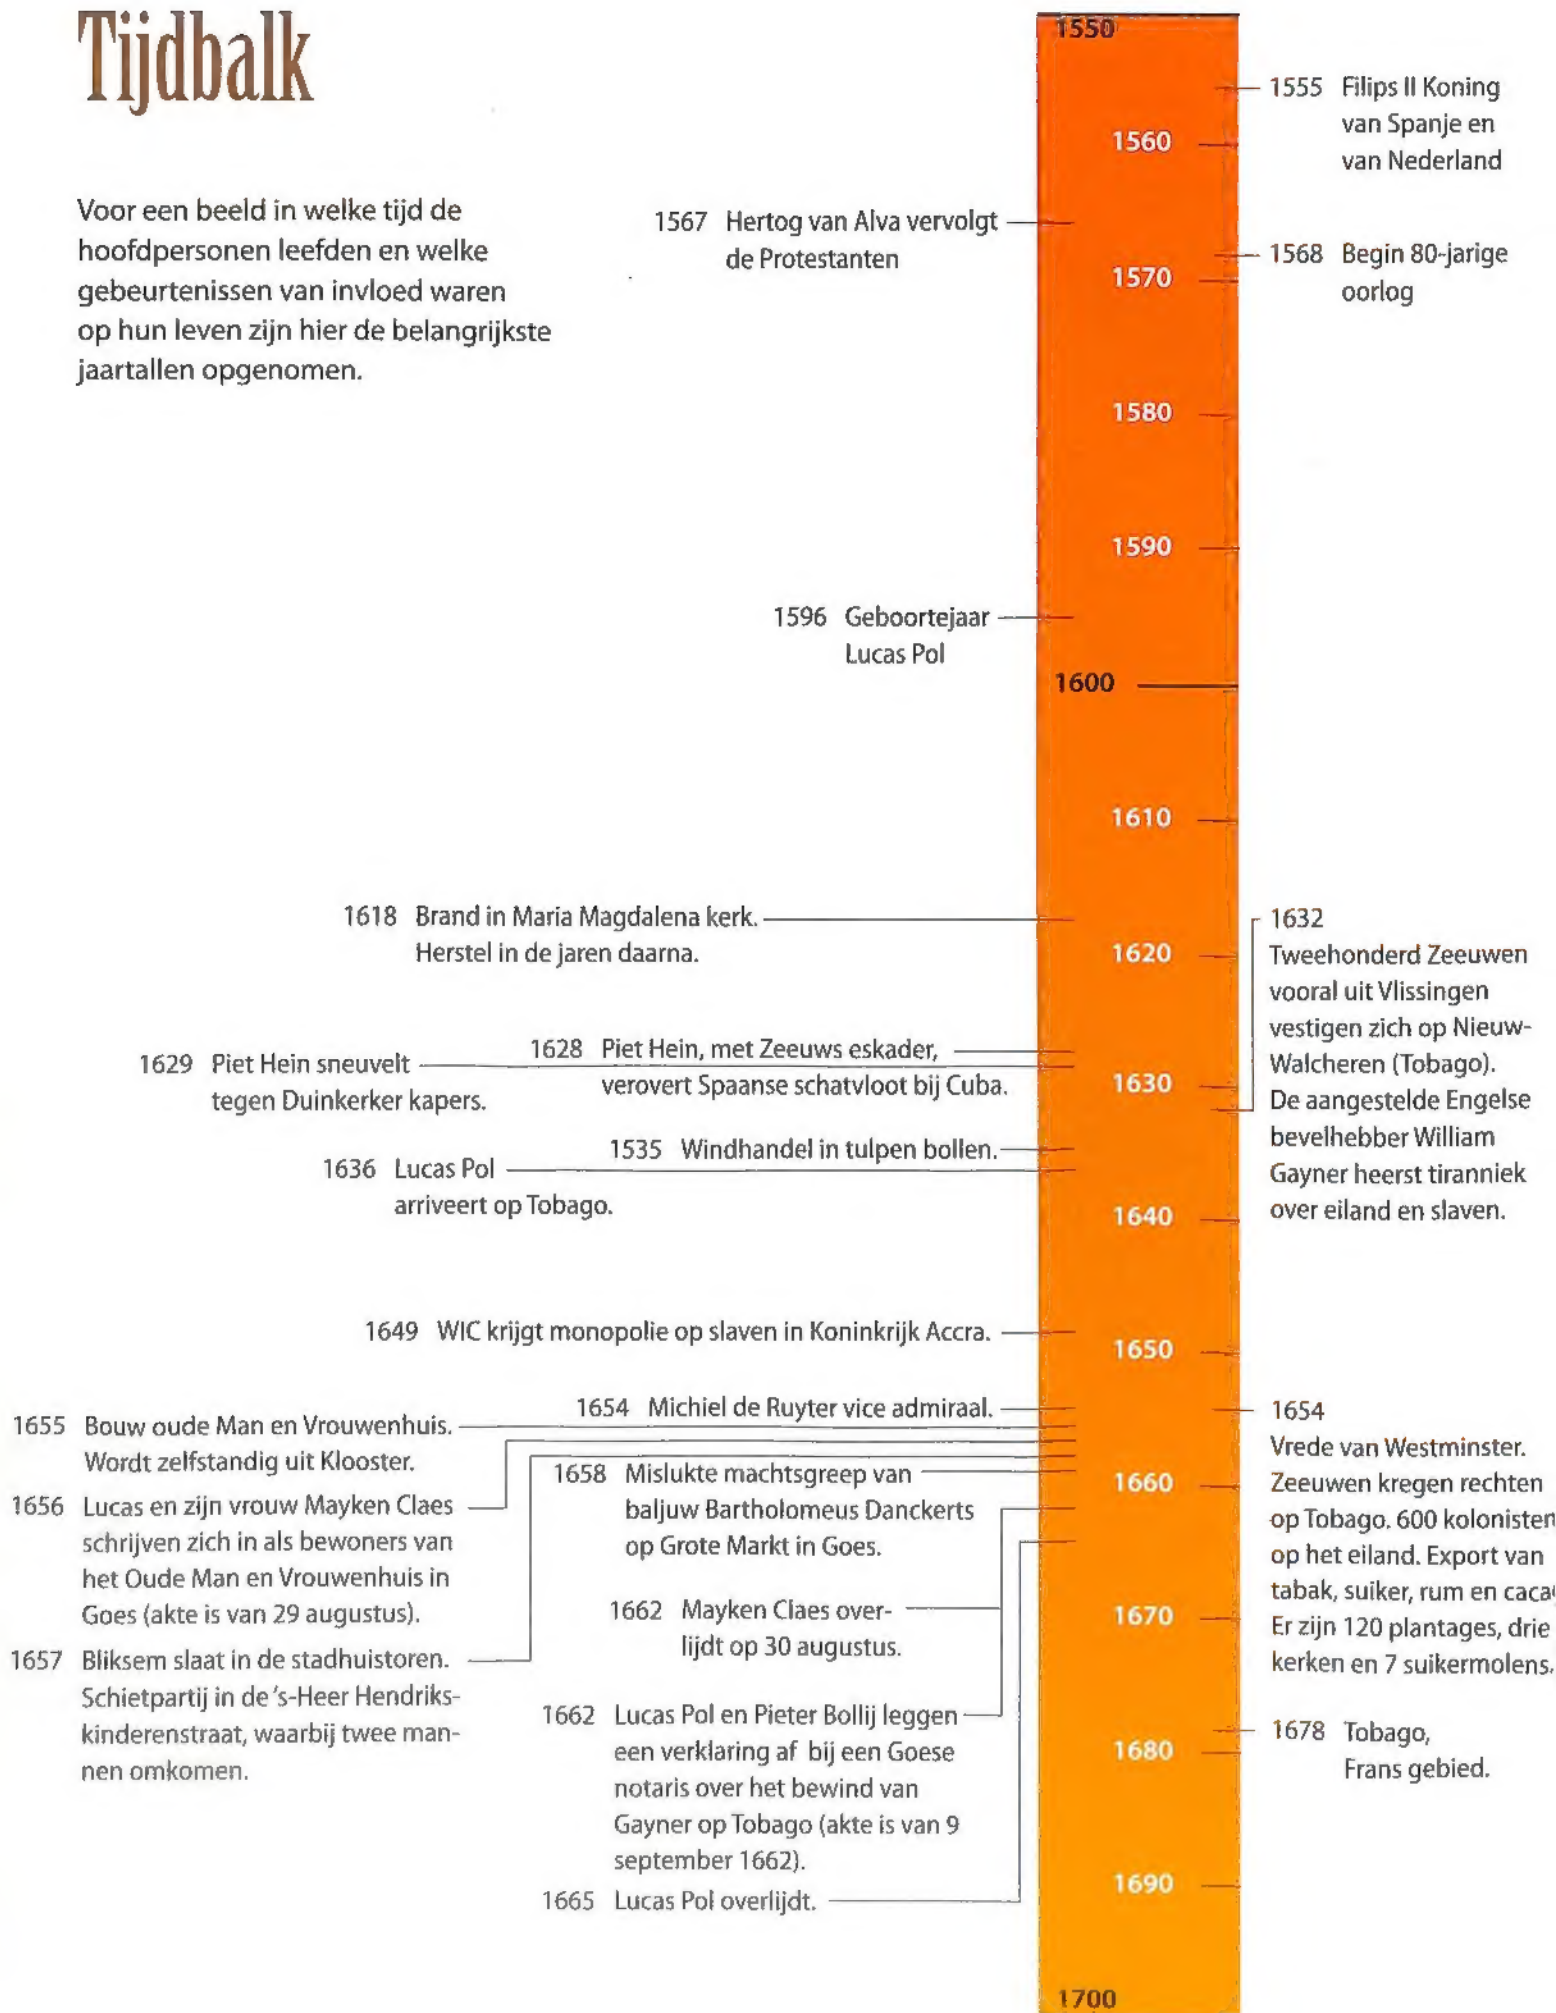 Tijdbalk
Voor een beeld in welke tijd de
hoofdpersonen leefden en welke
gebeurtenissen van invloed waren
op hun leven zijn hier de belangrijkste
jaartallen opgenomen.
1550
1555 Filips II Koning
van Spanje en
van Nederland
1560
1567 Hertog van Alva vervolgt
de Protestanten
1568 Begin 80-jarige
oorlog
1570
1580
1590
1596 Geboortejaar
Lucas Pol
1600
1610
1618 Brand in Maria Magdalena kerk.
Herstel in de jaren daarna.
1620
1632
Tweehonderd Zeeuwen
vooral uit Vlissingen
vestigen zich op Nieuw-
Walcheren (Tobago).
De aangestelde Engelse
bevelhebber William
Gayner heerst tiranniek
over eiland en slaven.
1628 Piet Hein, met Zeeuws eskader,
verovert Spaanse schatvloot bij Cuba.
1629 Piet Hein sneuvelt
tegen Duinkerker kapers.
1630
1535 Windhandel in tulpen bollen.
1636 Lucas Pol
arriveert op Tobago.
1640
1649 WIC krijgt monopolie op slaven in Koninkrijk Accra.
1650
1654 Michiel de Ruyter vice admiraal.
1654
Vrede van Westminster.
Zeeuwen kregen rechten
op Tobago. 600 kolonisten
op het eiland. Export van
tabak, suiker, rum en
Er zijn 120 plantages, drie
kerken en 7 suikermolens.
1655 Bouw oude Man en Vrouwenhuis.
Wordt zelfstandig uit Klooster.
1656 Lucas en zijn vrouw Mayken Claes
schrijven zich in als bewoners van
het Oude Man en Vrouwenhuis in
Goes (akte is van 29 augustus).
1657 Bliksem slaat in de stadhuistoren.
Schietpartij in de 's-Heer Hendriks-
kinderenstraat, waarbij twee man-
nen omkomen.
1658 Mislukte machtsgreep van
baljuw Bartholomeus Danckerts
op Grote Markt in Goes.
1660
1662 Mayken Claes over-
lijdt op 30 augustus.
1662 Lucas Pol en Pieter Bollij leggen
een verklaring af bij een Goese
notaris over het bewind van
Gayner op Tobago (akte is van 9
september 1662).
1665 Lucas Pol overlijdt.
1670
1678 Tobago,
Frans gebied.
1680
1690
1700